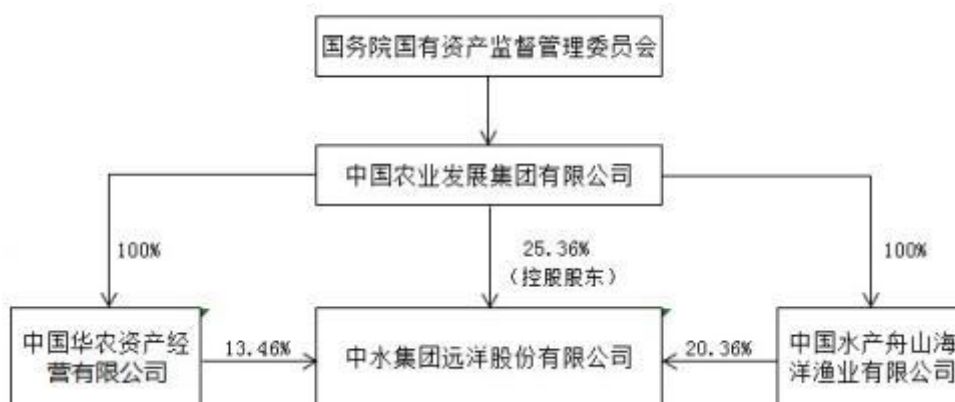 国务院国有资产监督管理委员会
中国农业发展集团有限公司
100%
25.36%
(控股股东)
100%
中国华农资产经
营有限公司
13.46%
中水集团远洋股份有限公司
20.36%
中国水产舟山海
洋渔业有限公司